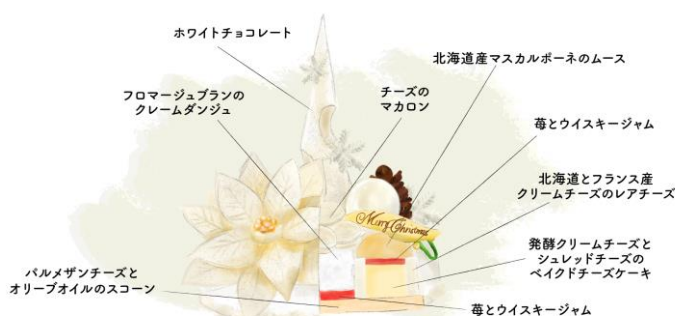 ホワイトチョコレート
北海道産マスカルポーネのムース
フロマージュブランの
クレームダンジュ
チーズの
マカロン
苺とウイスキージャム
北海道とフランス産
クリームチーズのレアチーズ
Merry Christmas
発酵クリームチーズと
シュレッドチーズの
ベイクドチーズケーキ
パルメザンチーズと
オリーブオイルのスコーン
苺とウイスキージャム